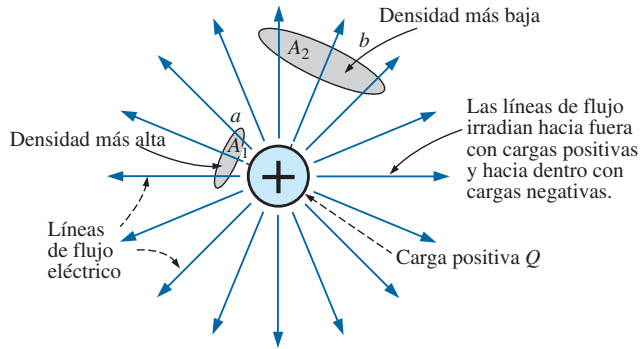 Densidad más baja
b
A2
a
A1
Densidad más alta
Las líneas de flujo
irradian hacia fuera
con cargas positivas
y hacia dentro con
cargas negativas.
+
Líneas
de flujo
eléctrico
Carga positiva Q